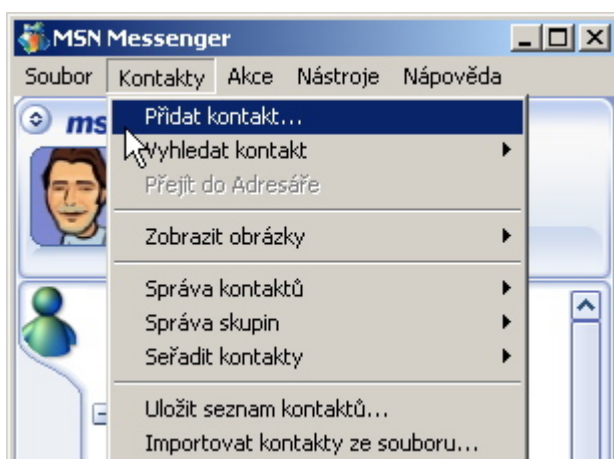 MSN Messenger
Soubor Kontakty Akce Nástroje Nápověda
ms
Přidat kontakt...
Vyhledat kontakt
Přejít do Adresáře
Zobrazit obrázky
Správa kontaktů
Správa skupin
Seřadit kontakty
Uložit seznam kontaktů...
Importovat kontakty ze souboru...